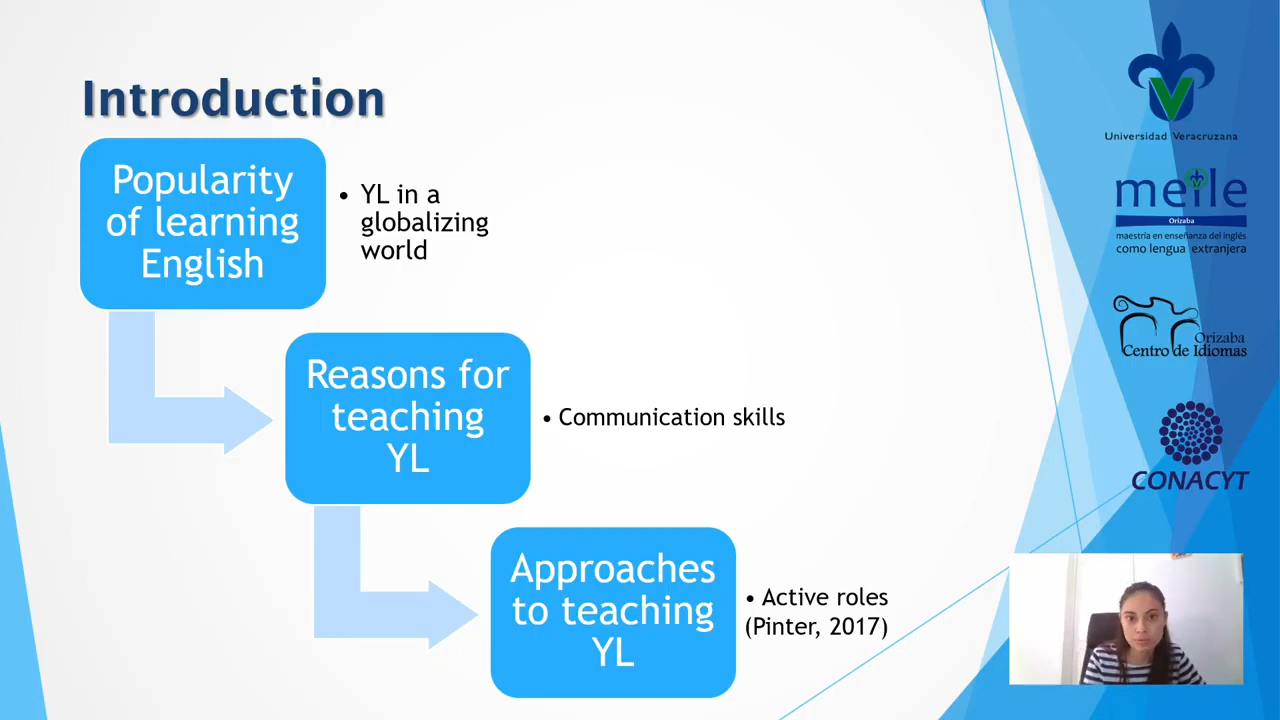 Introduction
Popularity
of learning
English
• YL in a
globalizing
world
Reasons for
teaching
YL
• Communication skills
Approaches
to teaching
YL
• Active roles
(Pinter, 2017)
Universidad Veracruzana
meile
Orizaba
maestría en enseñanza del inglés
como lengua extranjera
Orizaba
Centro de Idiomas
CONACYT